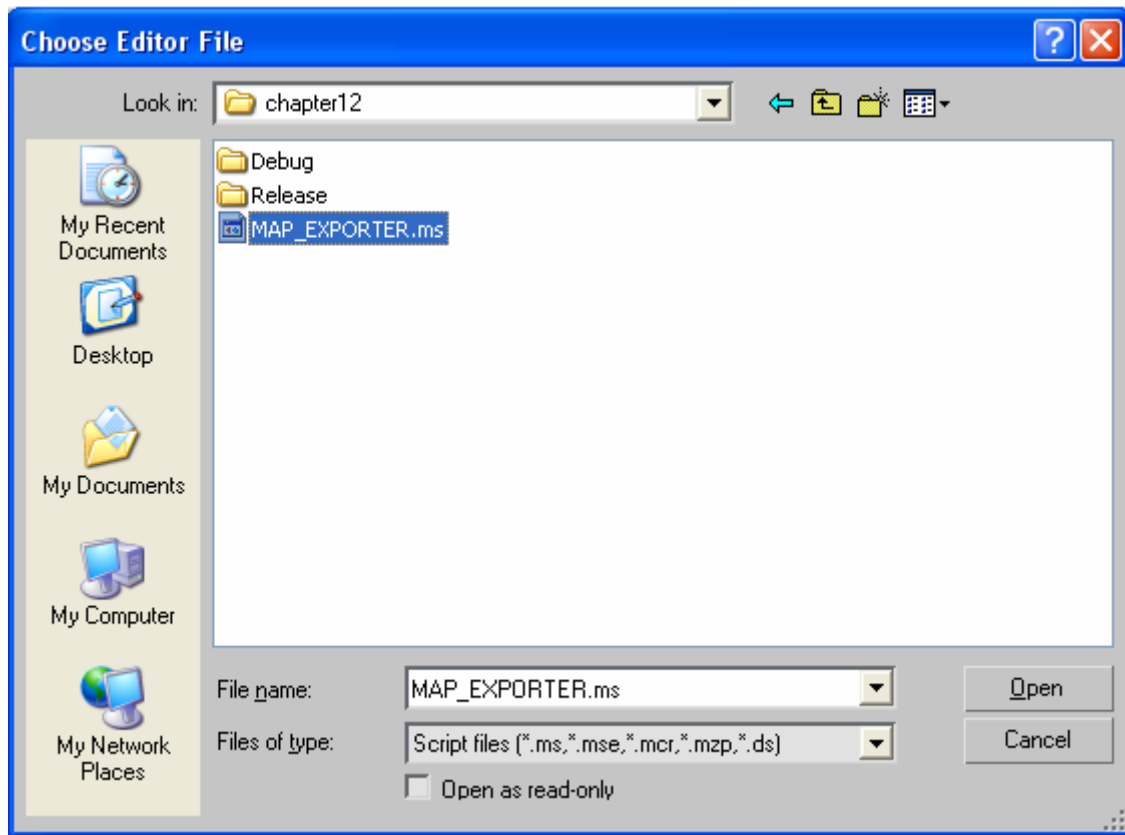 Choose Editor File
Look in:
chapter12
My Recent
Documents
Desktop
My Documents
My Computer
My Network
Places
Debug
Release
MAP_EXPORTER.ms
File name:
MAP_EXPORTER.ms
Open
Files of type:
Script files (*.ms,*.mse,*.mcr,*.mzp,*.ds)
Cancel
Open as read-only